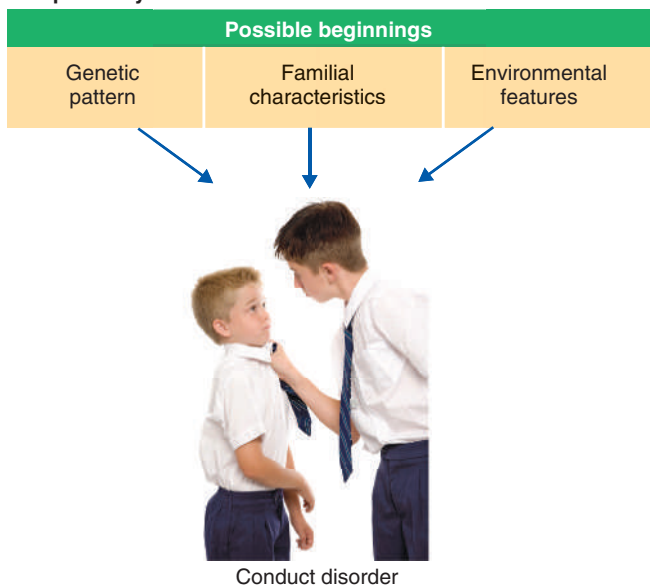 Possible beginnings
Genetic
pattern
Familial
characteristics
Environmental
features
Conduct disorder